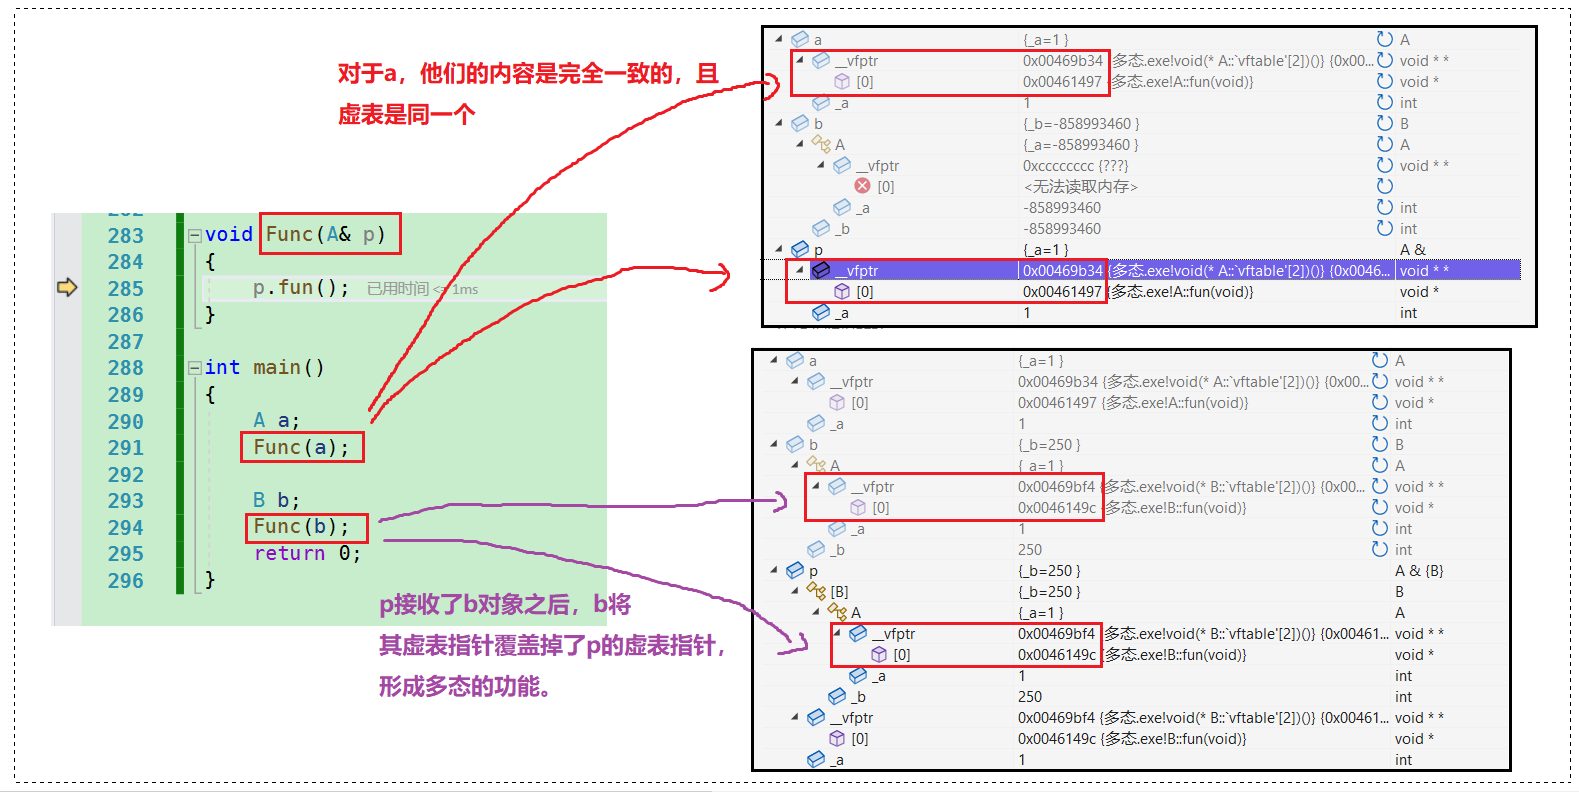 对于a，他们的内容是完全一致的，且
虚表是同一个
283 void Func(A& p)
284 {
285 p.fun(); 已用时间 <= 1ms
286 }
287
288 int main()
289 {
290 A a;
291 Func(a);
292
293 B b;
294 Func(b);
295 return 0;
296 }
p接收了b对象之后，b将
其虚表指针覆盖掉了p的虚表指针，
形成多态的功能。
a {_a=1 } A
__vfptr 0x00469b34 {多态.exe!void(* A::`vftable'[2])()} {0x00... void * *
[0] 0x00461497 {多态.exe!A::fun(void)} void *
_a 1 int
b {_b=-858993460 } B
A {_a=-858993460 } A
__vfptr 0xcccccccc {???} void * *
[0] <无法读取内存>
_a -858993460 int
_b -858993460 int
p {_a=1 } A &
__vfptr 0x00469b34 {多态.exe!void(* A::`vftable'[2])()} {0x0046... void * *
[0] 0x00461497 {多态.exe!A::fun(void)} void *
_a 1 int
a {_a=1 } A
__vfptr 0x00469b34 {多态.exe!void(* A::`vftable'[2])()} {0x00... void * *
[0] 0x00461497 {多态.exe!A::fun(void)} void *
_a 1 int
b {_b=250 } B
A {_a=1 } A
__vfptr 0x00469bf4 {多态.exe!void(* B::`vftable'[2])()} {0x00... void * *
[0] 0x0046149c {多态.exe!B::fun(void)} void *
_a 1 int
_b 250 int
p {_b=250 } A & {B}
[B] {_b=250 } B
A {_a=1 } A
__vfptr 0x00469bf4 {多态.exe!void(* B::`vftable'[2])()} {0x00461... void * *
[0] 0x0046149c {多态.exe!B::fun(void)} void *
_a 1 int
_b 250 int
__vfptr 0x00469bf4 {多态.exe!void(* B::`vftable'[2])()} {0x00461... void * *
[0] 0x0046149c {多态.exe!B::fun(void)} void *
_a 1 int